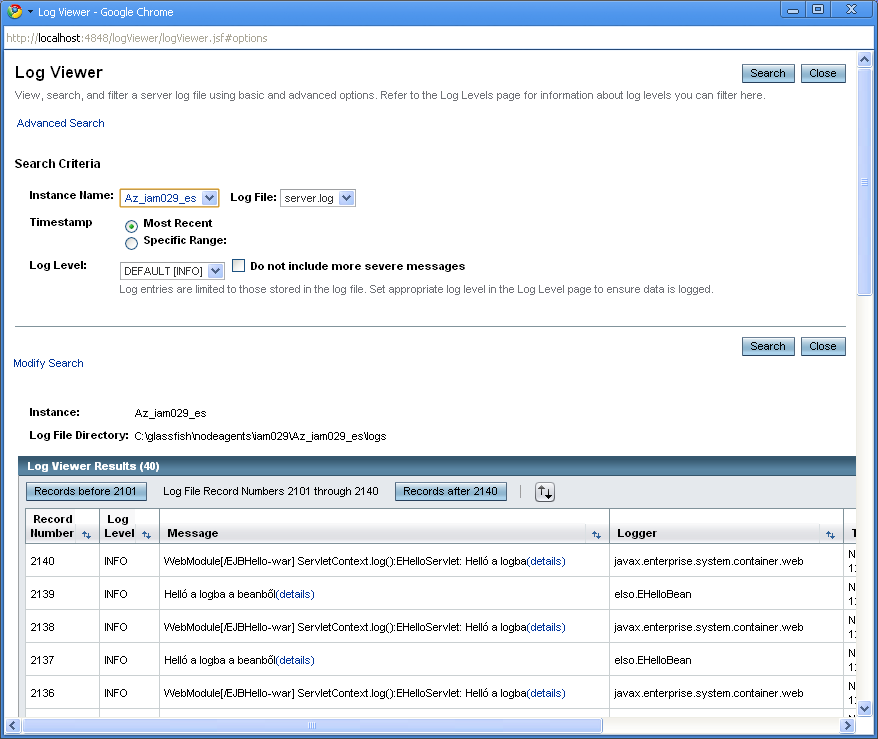 Log Viewer - Google Chrome
http://localhost:4848/logViewer/logViewer.jsf#options
Log Viewer
Search Close
View, search, and filter a server log file using basic and advanced options. Refer to the Log Levels page for information about log levels you can filter here.
Advanced Search
Search Criteria
Instance Name: Az_iam029_es Log File: server.log
Timestamp Most Recent
Specific Range:
Log Level: DEFAULT [INFO] Do not include more severe messages
Log entries are limited to those stored in the log file. Set appropriate log level in the Log Level page to ensure data is logged.
Search Close
Modify Search
Instance: Az_iam029_es
Log File Directory: C:\glassfish\nodeagents\iam029\Az_iam029_es\logs
Log Viewer Results (40)
Records before 2101 Log File Record Numbers 2101 through 2140 Records after 2140
Record Number Log Level Message Logger
2140 INFO WebModule[/EJBHello-war] ServletContext.log():EHelloServlet: Helló a logba(details) javax.enterprise.system.container.web
2139 INFO Helló a logba a beanből(details) elso.EHelloBean
2138 INFO WebModule[/EJBHello-war] ServletContext.log():EHelloServlet: Helló a logba(details) javax.enterprise.system.container.web
2137 INFO Helló a logba a beanből(details) elso.EHelloBean
2136 INFO WebModule[/EJBHello-war] ServletContext.log():EHelloServlet: Helló a logba(details) javax.enterprise.system.container.web